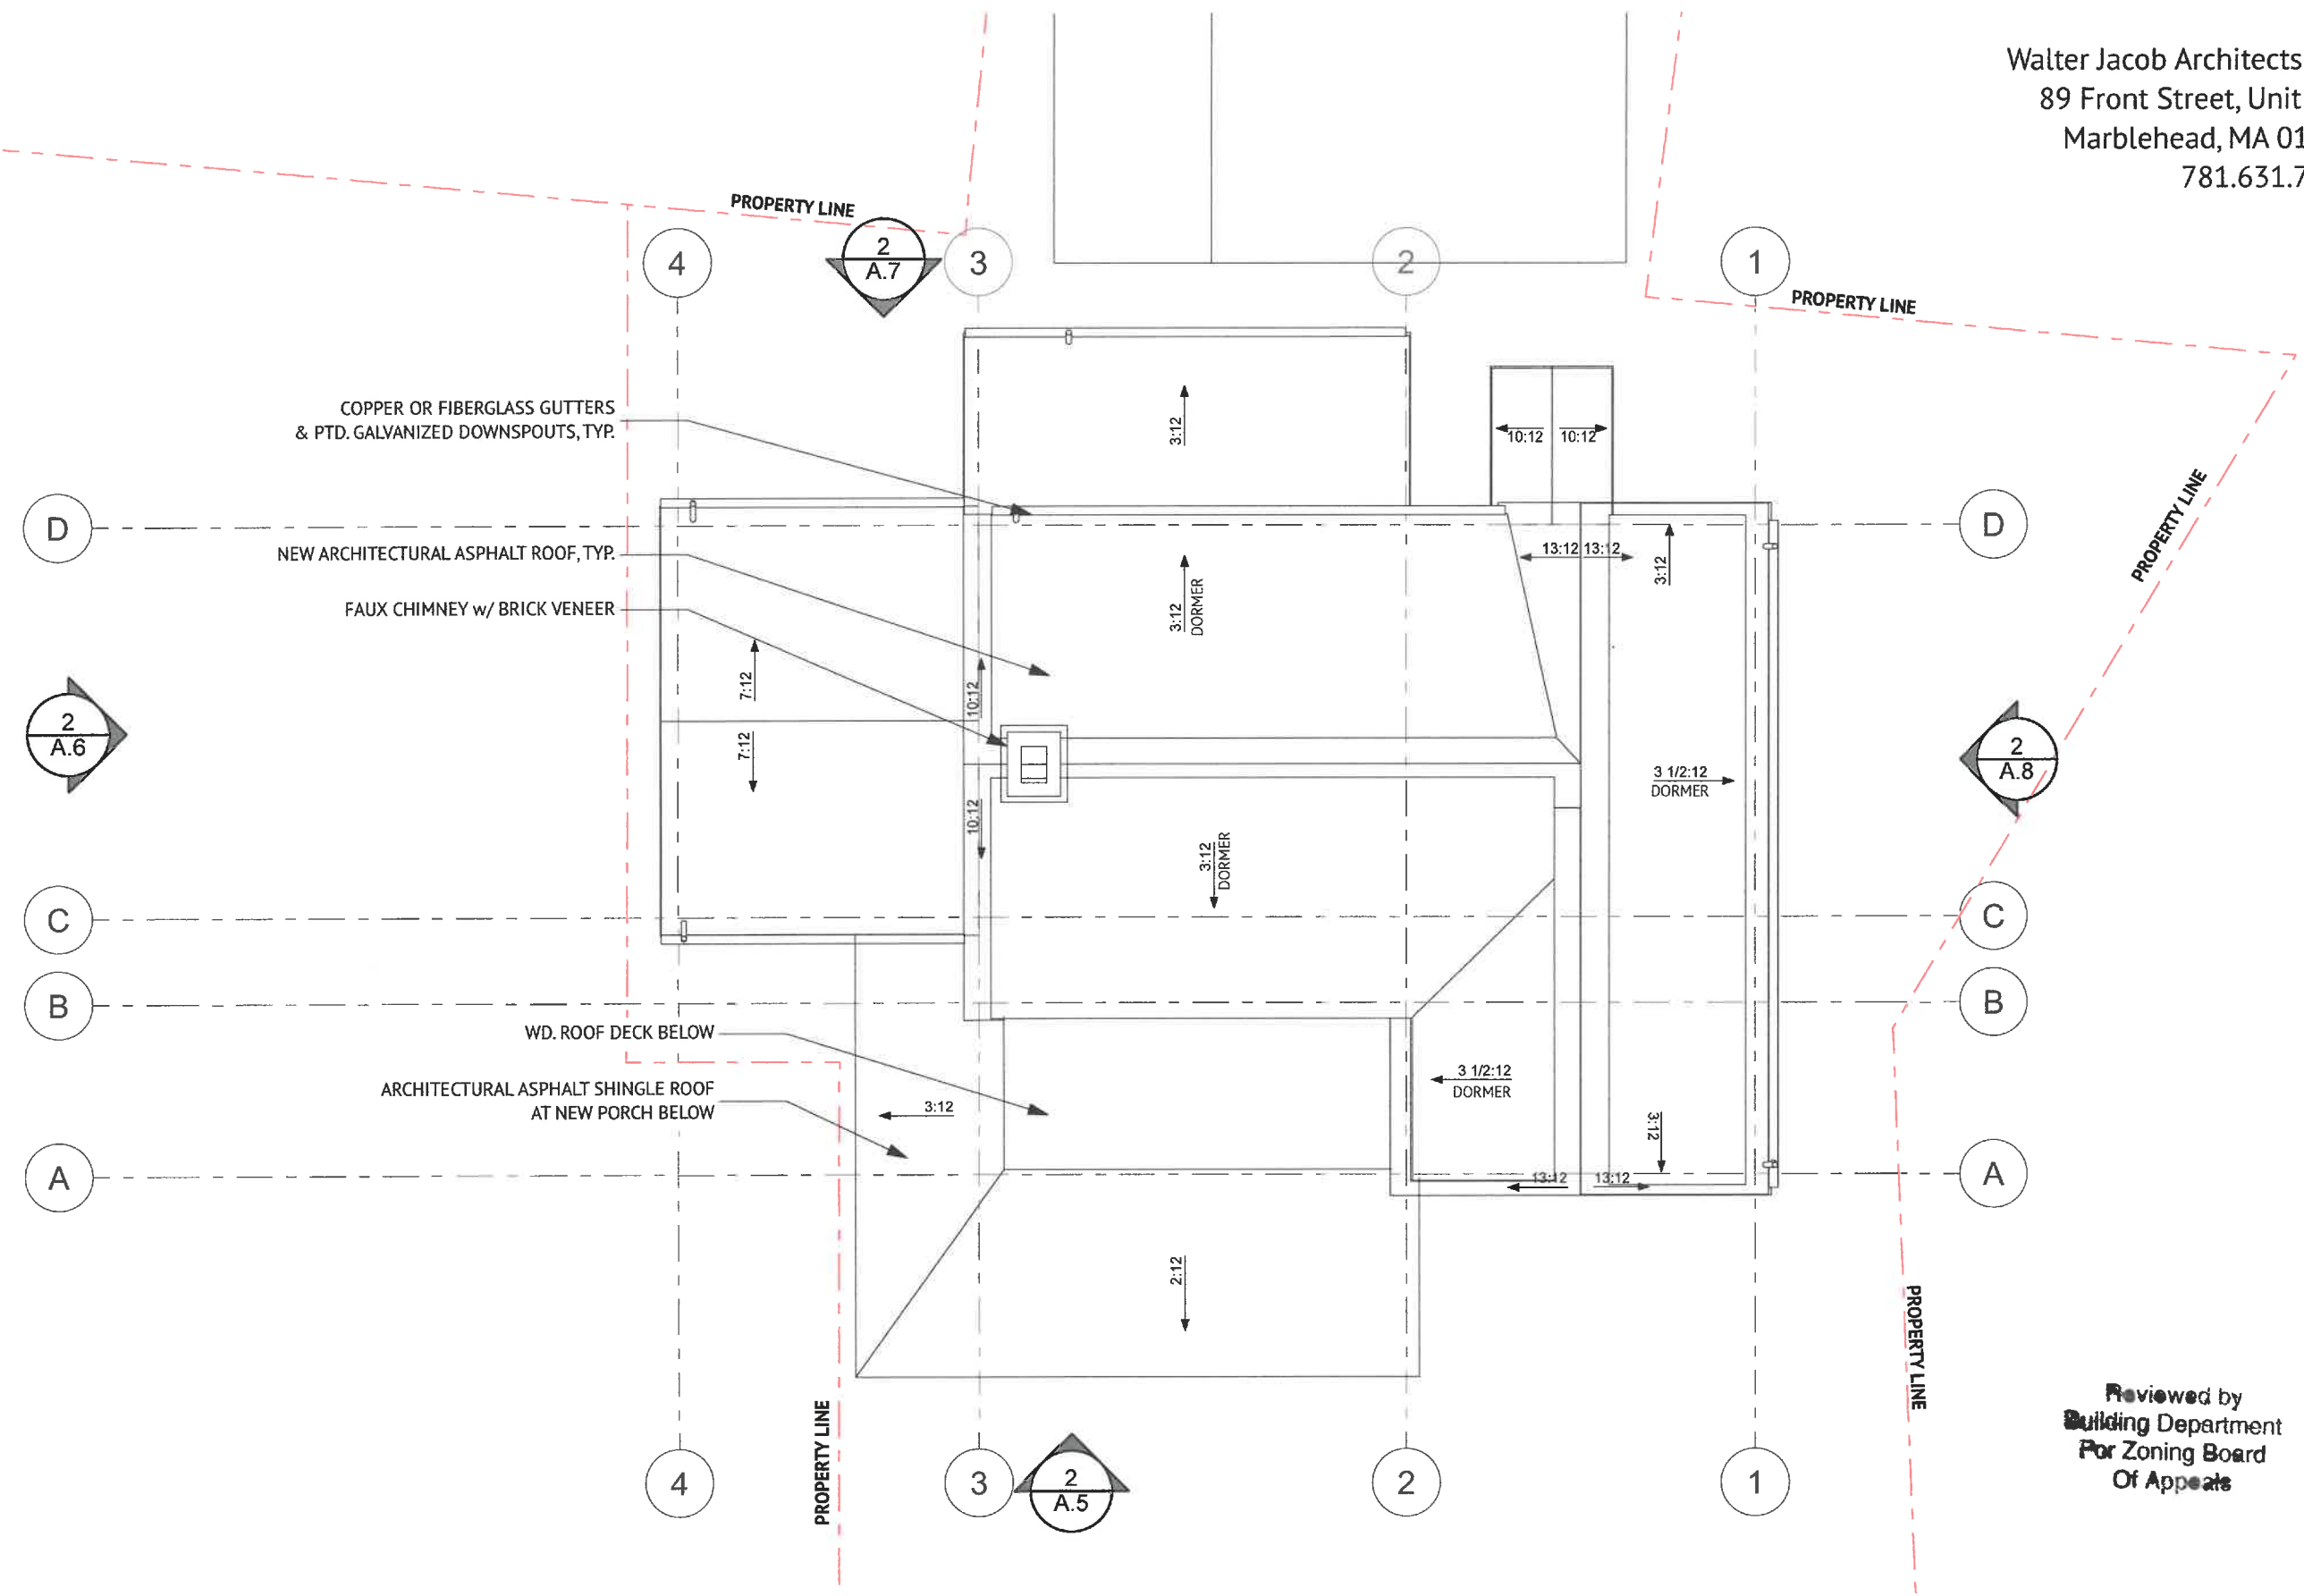 Walter Jacob Architects
89 Front Street, Unit
Marblehead, MA 01
781.631.7
PROPERTY LINE
4
2
A.7
3
2
1
PROPERTY LINE
COPPER OR FIBERGLASS GUTTERS
& PTD. GALVANIZED DOWNSPOUTS, TYP.
3:12
10:12
10:12
PROPERTY LINE
D
D
NEW ARCHITECTURAL ASPHALT ROOF, TYP.
13:12
13:12
3:12
3:12
DORMER
FAUX CHIMNEY w/ BRICK VENEER
7:12
10:12
2
A.6
7:12
2
A.8
3 1/2:12
DORMER
10:12
3:12
DORMER
C
C
B
B
WD. ROOF DECK BELOW
3 1/2:12
DORMER
ARCHITECTURAL ASPHALT SHINGLE ROOF
AT NEW PORCH BELOW
3:12
3:12
A
A
13:12
13:12
2:12
PROPERTY LINE
PROPERTY LINE
4
3
2
A.5
2
1
Reviewed by
Building Department
For Zoning Board
Of Appeals